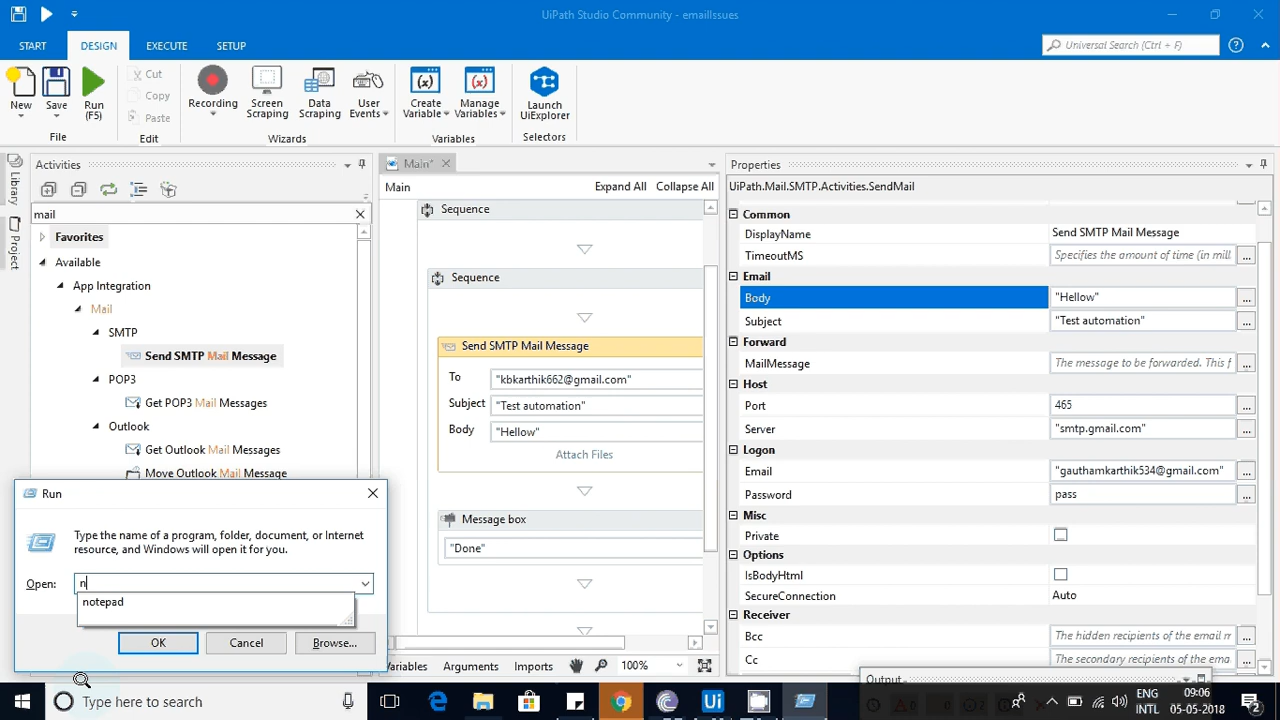 UiPath Studio Community - emailIssues
START
DESIGN
EXECUTE
SETUP
Universal Search (Ctrl + F)
New
Save
Run
(F5)
Cut
Copy
Paste
Recording
Screen
Scraping
Data
Scraping
User
Events
Create
Variable
Manage
Variables
Launch
UiExplorer
File
Edit
Wizards
Variables
Selectors
Library
Project
Activities
mail
Favorites
Available
App Integration
Mail
SMTP
Send SMTP Mail Message
POP3
Get POP3 Mail Messages
Outlook
Get Outlook Mail Messages
Move Outlook Mail Message
Main*
Main
Expand All
Collapse All
Sequence
Sequence
Send SMTP Mail Message
To
"kbkarthik662@gmail.com"
Subject
"Test automation"
Body
"Hellow"
Attach Files
Message box
"Done"
Variables
Arguments
Imports
100%
Properties
UiPath.Mail.SMTP.Activities.SendMail
Common
DisplayName
Send SMTP Mail Message
TimeoutMS
Specifies the amount of time (in mill
...
Email
Body
"Hellow"
...
Subject
"Test automation"
...
Forward
MailMessage
The message to be forwarded. This f
...
Host
Port
465
...
Server
"smtp.gmail.com"
...
Logon
Email
"gauthamkarthik534@gmail.com"
...
Password
pass
...
Misc
Private
Options
IsBodyHtml
SecureConnection
Auto
Receiver
Bcc
The hidden recipients of the email m
...
Cc
The secondary recipients of the ema
...
Output
Run
Type the name of a program, folder, document, or Internet
resource, and Windows will open it for you.
Open:
n
notepad
OK
Cancel
Browse...
Type here to search
Ui
ENG
INTL
09:06
05-05-2018
2